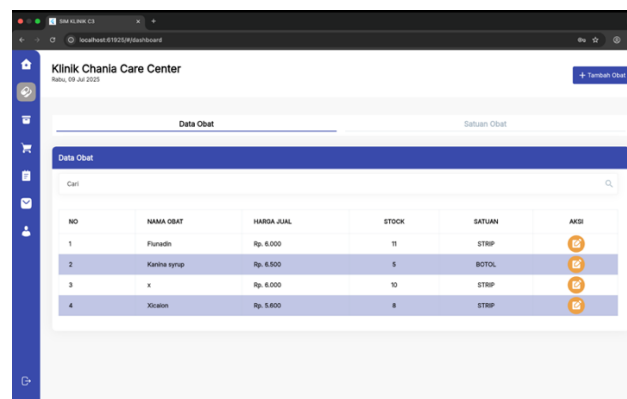 SIM KLINIK C3
localhost:61925/#/dashboard
Klinik Chania Care Center
Rabu, 09 Jul 2025
+ Tambah Obat
Data Obat Satuan Obat
Data Obat
Cari
NO NAMA OBAT HARGA JUAL STOCK SATUAN AKSI
1 Flunadin Rp. 6.000 11 STRIP
2 Kanina syrup Rp. 6.500 5 BOTOL
3 x Rp. 6.000 10 STRIP
4 Xicalon Rp. 5.600 8 STRIP